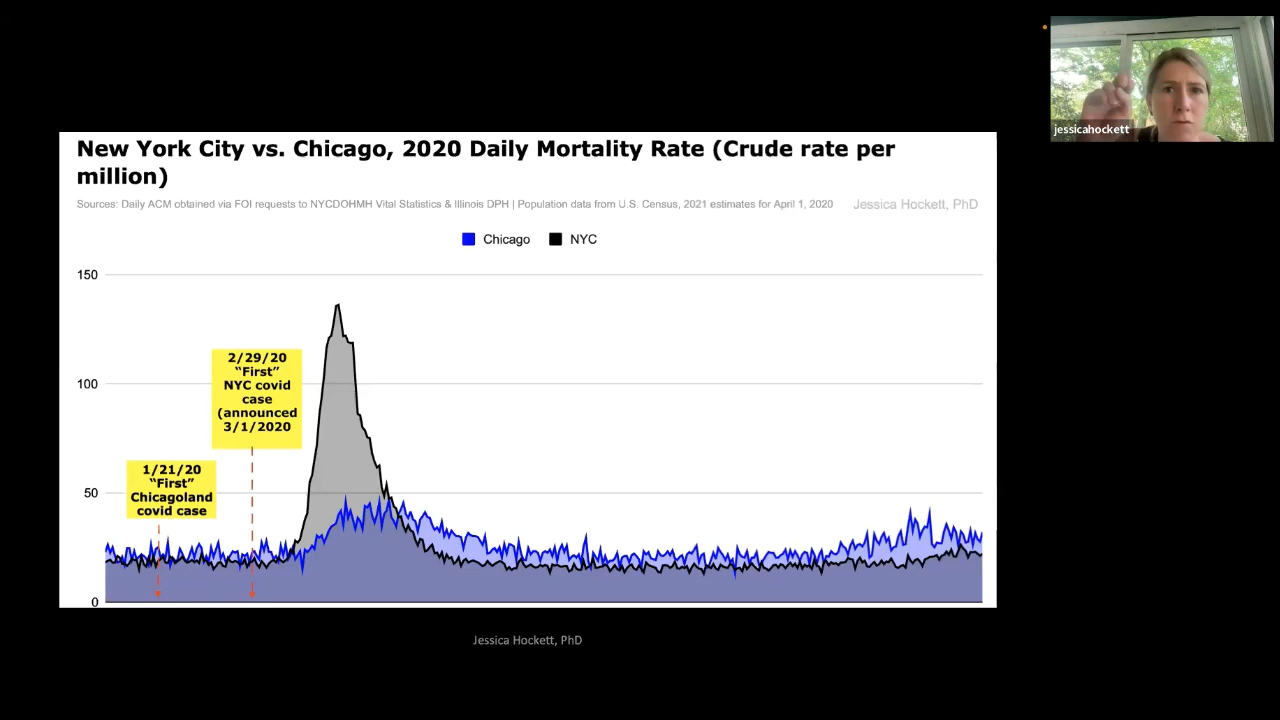 jessicahockett
New York City vs. Chicago, 2020 Daily Mortality Rate (Crude rate per
million)
Sources: Daily ACM obtained via FOI requests to NYCDOHMH Vital Statistics & Illinois DPH | Population data from U.S. Census, 2021 estimates for April 1, 2020
Jessica Hockett, PhD
Chicago
NYC
150
100
50
0
2/29/20
“First”
NYC covid
case
(announced
3/1/2020
1/21/20
“First”
Chicagoland
covid case
Jessica Hockett, PhD